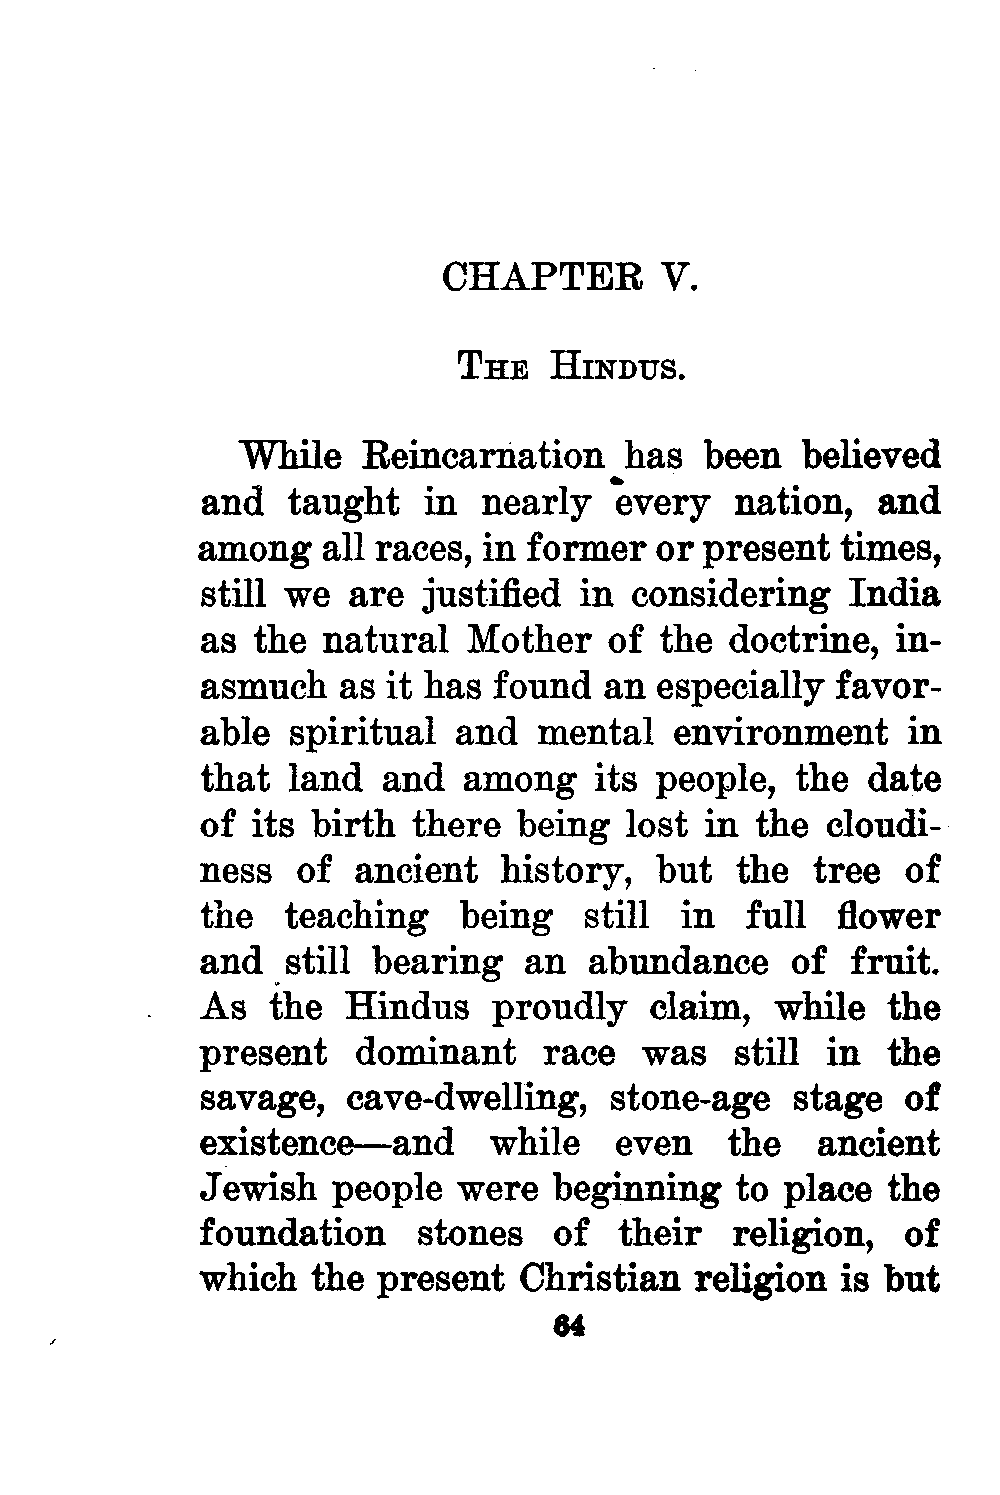 CHAPTER V.
THE HINDUS.
While Reincarnation has been believed
and taught in nearly every nation, and
among all races, in former or present times,
still we are justified in considering India
as the natural Mother of the doctrine, in-
asmuch as it has found an especially favor-
able spiritual and mental environment in
that land and among its people, the date
of its birth there being lost in the cloudi-
ness of ancient history, but the tree of
the teaching being still in full flower
and still bearing an abundance of fruit.
As the Hindus proudly claim, while the
present dominant race was still in the
savage, cave-dwelling, stone-age stage of
existence—and while even the ancient
Jewish people were beginning to place the
foundation stones of their religion, of
which the present Christian religion is but
64